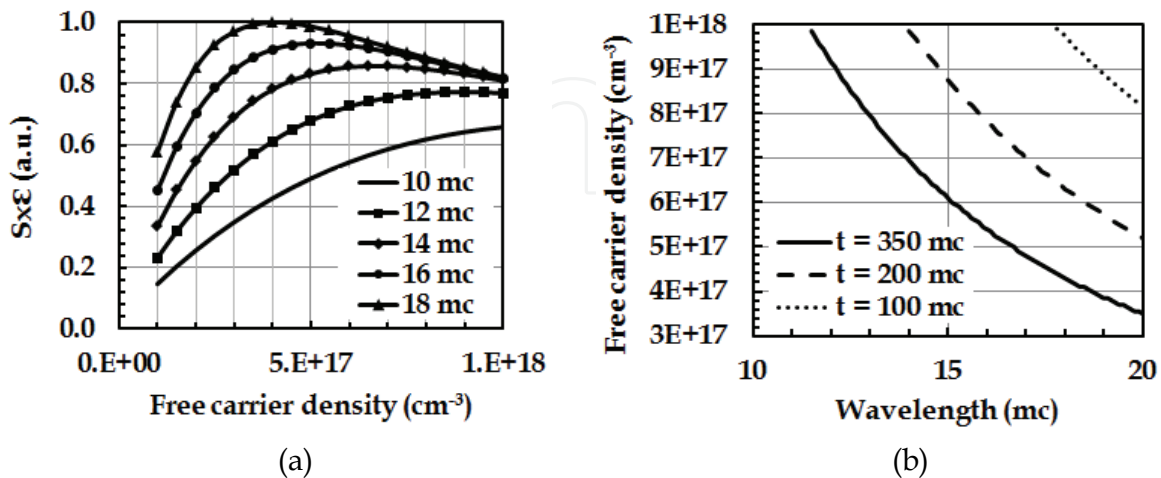 1.0
0.8
0.6
0.4
0.2
0.0
Sxε (a.u.)
10 mc
12 mc
14 mc
16 mc
18 mc
0.E+00
5.E+17
1.E+18
Free carrier density (cm⁻³)
(a)
1E+18
9E+17
8E+17
7E+17
6E+17
5E+17
4E+17
3E+17
Free carrier density (cm⁻³)
t = 350 mc
t = 200 mc
t = 100 mc
10
15
20
Wavelength (mc)
(b)